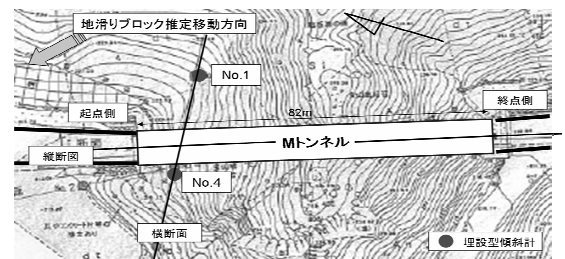 地滑りブロック推定移動方向
No.1
起点側
82m
終点側
縦断図
Mトンネル
No.4
横断面
埋設型傾斜計